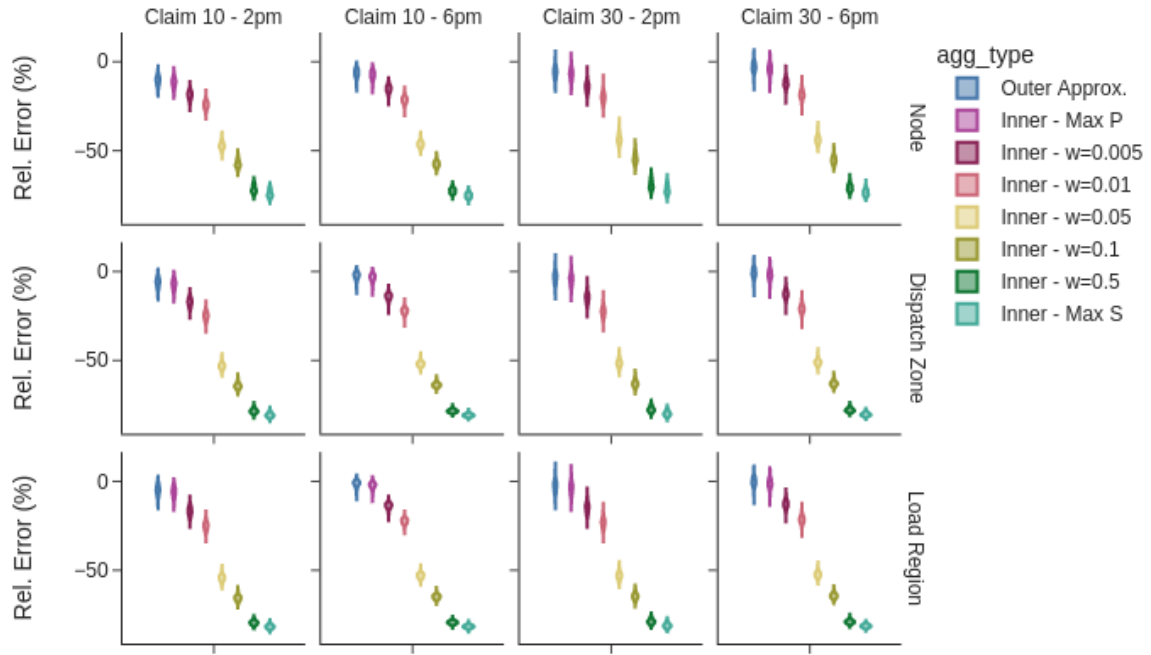 Claim 10 - 2pm
Claim 10 - 6pm
Claim 30 - 2pm
Claim 30 - 6pm
Rel. Error (%)
0
−50
Node
Rel. Error (%)
0
−50
Dispatch Zone
Rel. Error (%)
0
−50
Load Region
agg_type
Outer Approx.
Inner - Max P
Inner - w=0.005
Inner - w=0.01
Inner - w=0.05
Inner - w=0.1
Inner - w=0.5
Inner - Max S